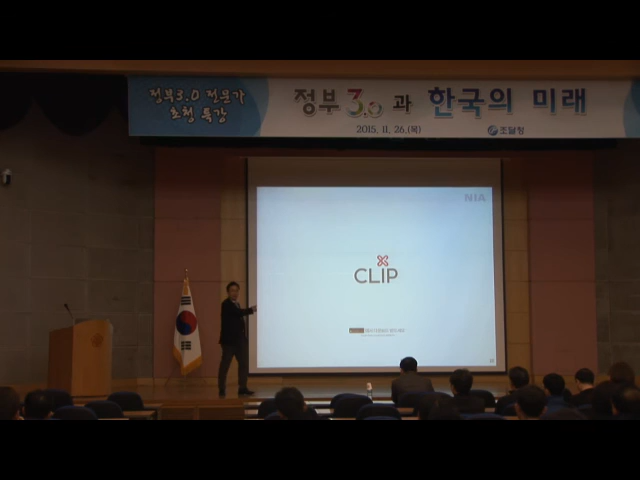 정부3.0 전문가
초청 특강
정부 3.0 과 한국의 미래
2015. 11. 26.(목)
조달청
NIA
CLIP